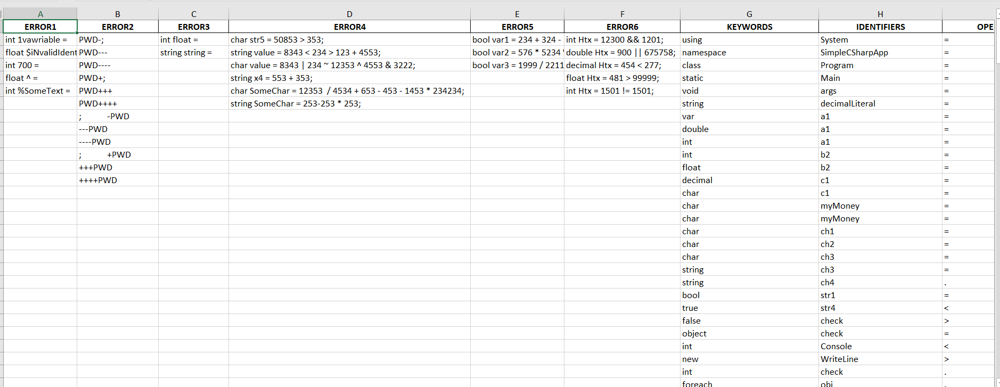 A B C D E F G H
ERROR1 ERROR2 ERROR3 ERROR4 ERROR5 ERROR6 KEYWORDS IDENTIFIERS OPE
int 1vawriable = PWD-; int float = char str5 = 50853 > 353; bool var1 = 234 + 324 - int Htx = 12300 && 1201; using System =
float $iNvalidIdent PWD--- string string = string value = 8343 < 234 > 123 + 4553; bool var2 = 576 * 5234 double Htx = 900 || 675758; namespace SimpleCSharpApp =
int 700 = PWD---- char value = 8343 | 234 ~ 12353 ^ 4553 & 3222; bool var3 = 1999 / 2211 decimal Htx = 454 < 277; class Program =
float ^ = PWD+; string x4 = 553 + 353; float Htx = 481 > 99999; static Main =
int %SomeText = PWD+++ char SomeChar = 12353 / 4534 + 653 - 453 - 1453 * 234234; int Htx = 1501 != 1501; void args =
PWD++++ string SomeChar = 253-253 * 253; string decimalLiteral =
; -PWD var a1 =
---PWD double a1 =
----PWD int a1 =
; +PWD int b2 =
+++PWD float b2 =
++++PWD decimal c1 =
char c1 =
char myMoney =
char myMoney =
char ch1 =
char ch2 =
char ch3 =
string ch3 =
string ch4 .
bool str1 =
true str4 <
false check >
object check =
int Console <
new WriteLine >
int check .
foreach obj